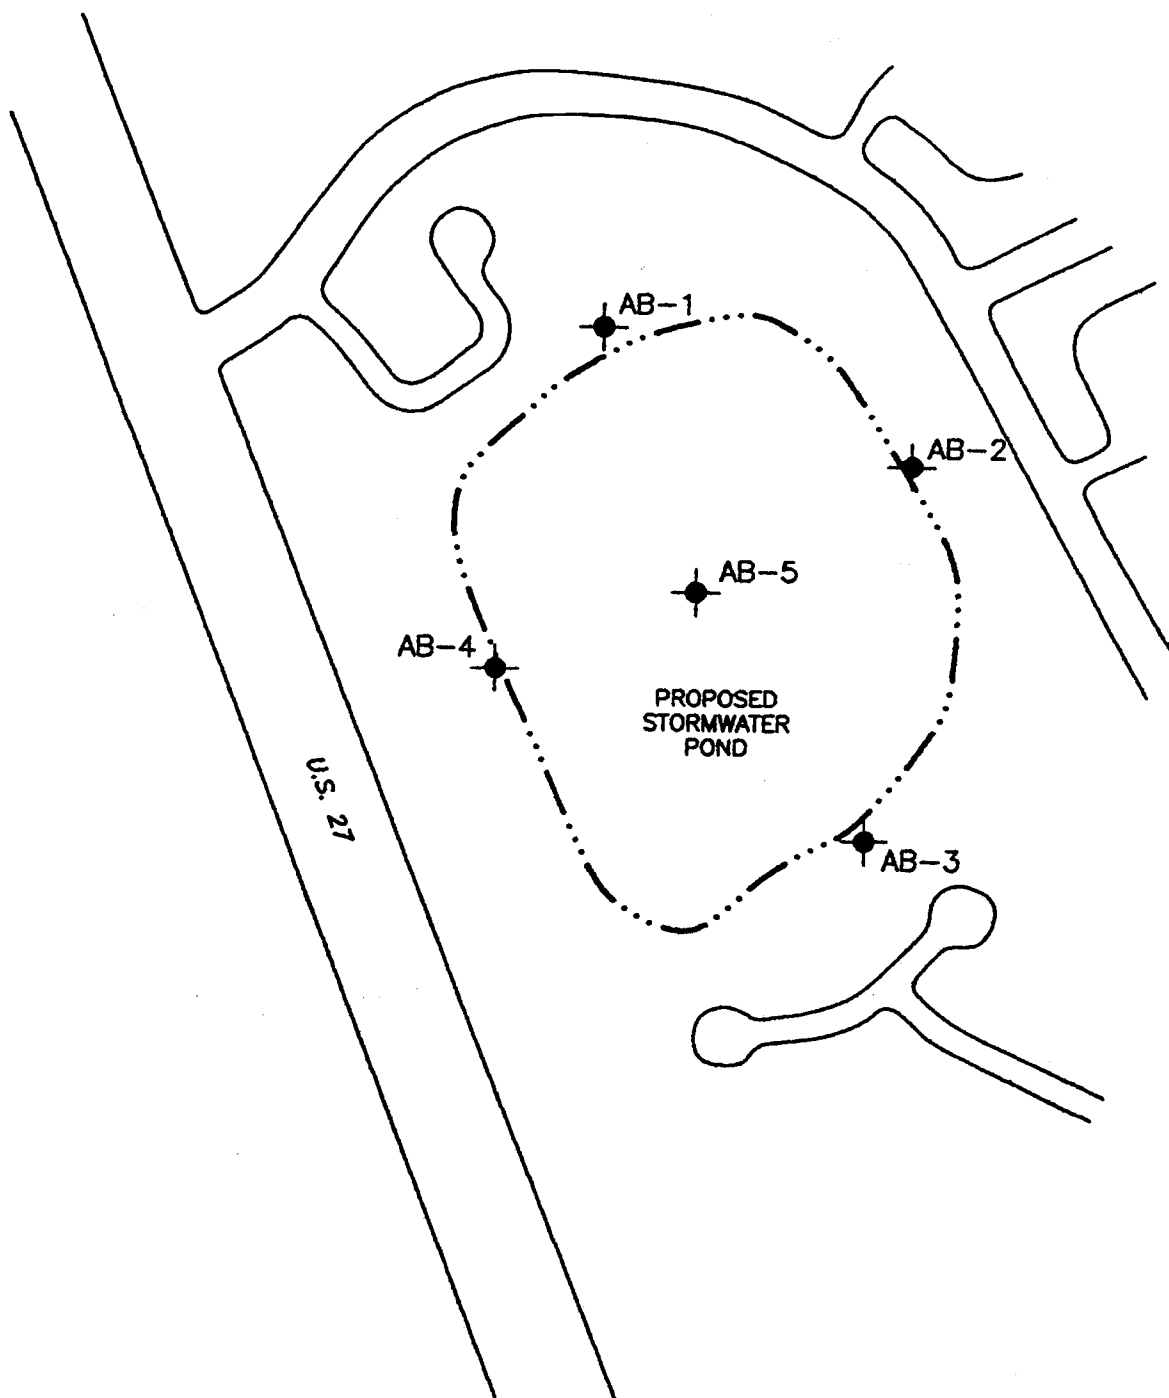 AB-1
AB-2
AB-5
AB-4
PROPOSED
STORMWATER
POND
U.S. 27
AB-3